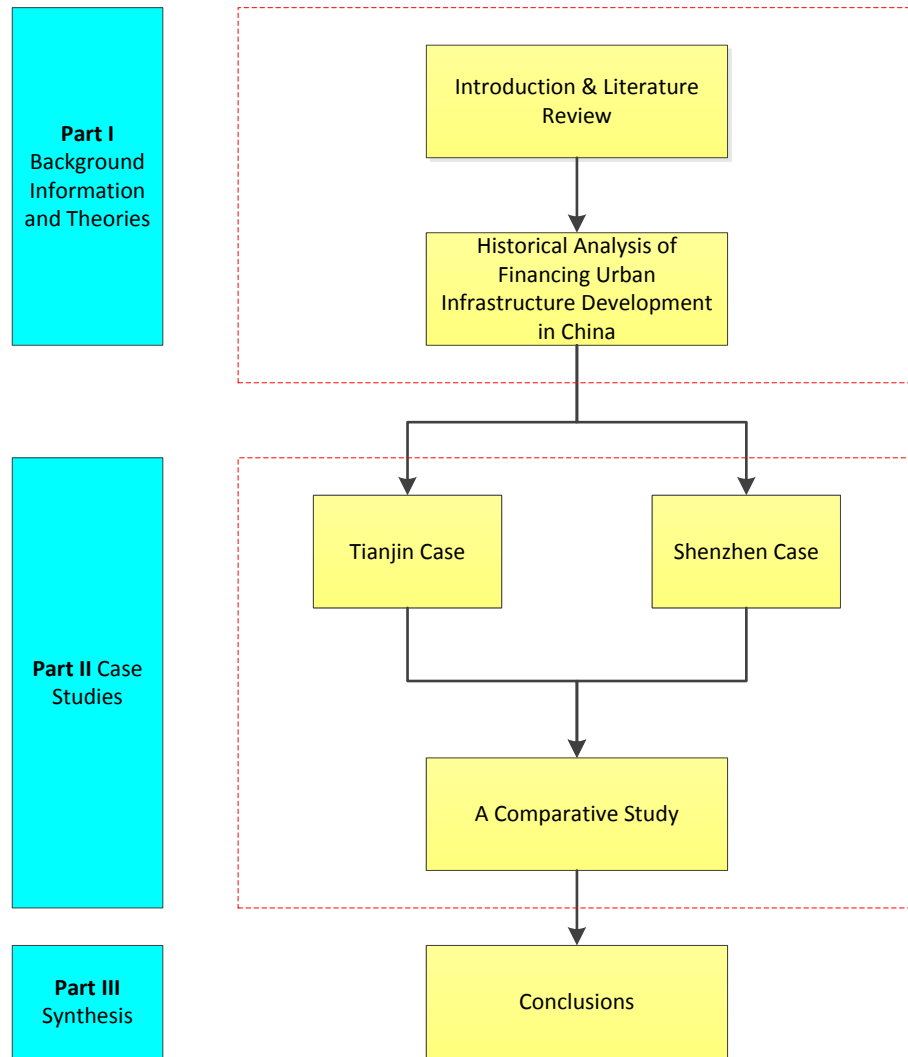 Part I
Background
Information
and Theories
Introduction & Literature
Review
Historical Analysis of
Financing Urban
Infrastructure Development
in China
Part II Case
Studies
Tianjin Case
Shenzhen Case
A Comparative Study
Part III
Synthesis
Conclusions